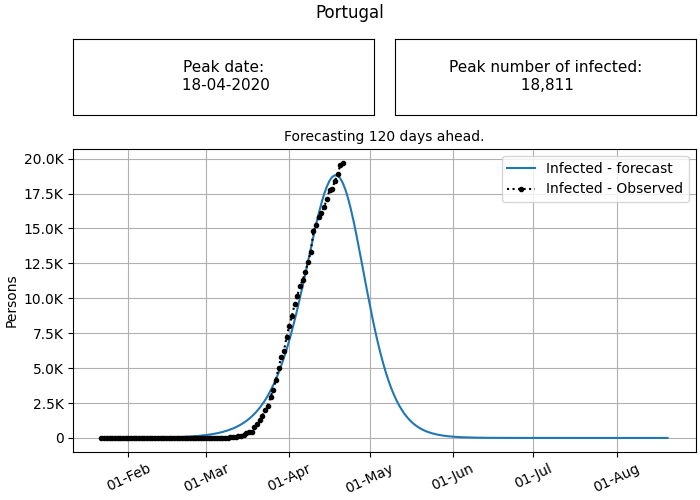 Portugal
Peak date:
18-04-2020
Peak number of infected:
18,811
Forecasting 120 days ahead.
20.0K
17.5K
15.0K
12.5K
10.0K
7.5K
5.0K
2.5K
0
Persons
Infected - forecast
Infected - Observed
01-Feb
01-Mar
01-Apr
01-May
01-Jun
01-Jul
01-Aug